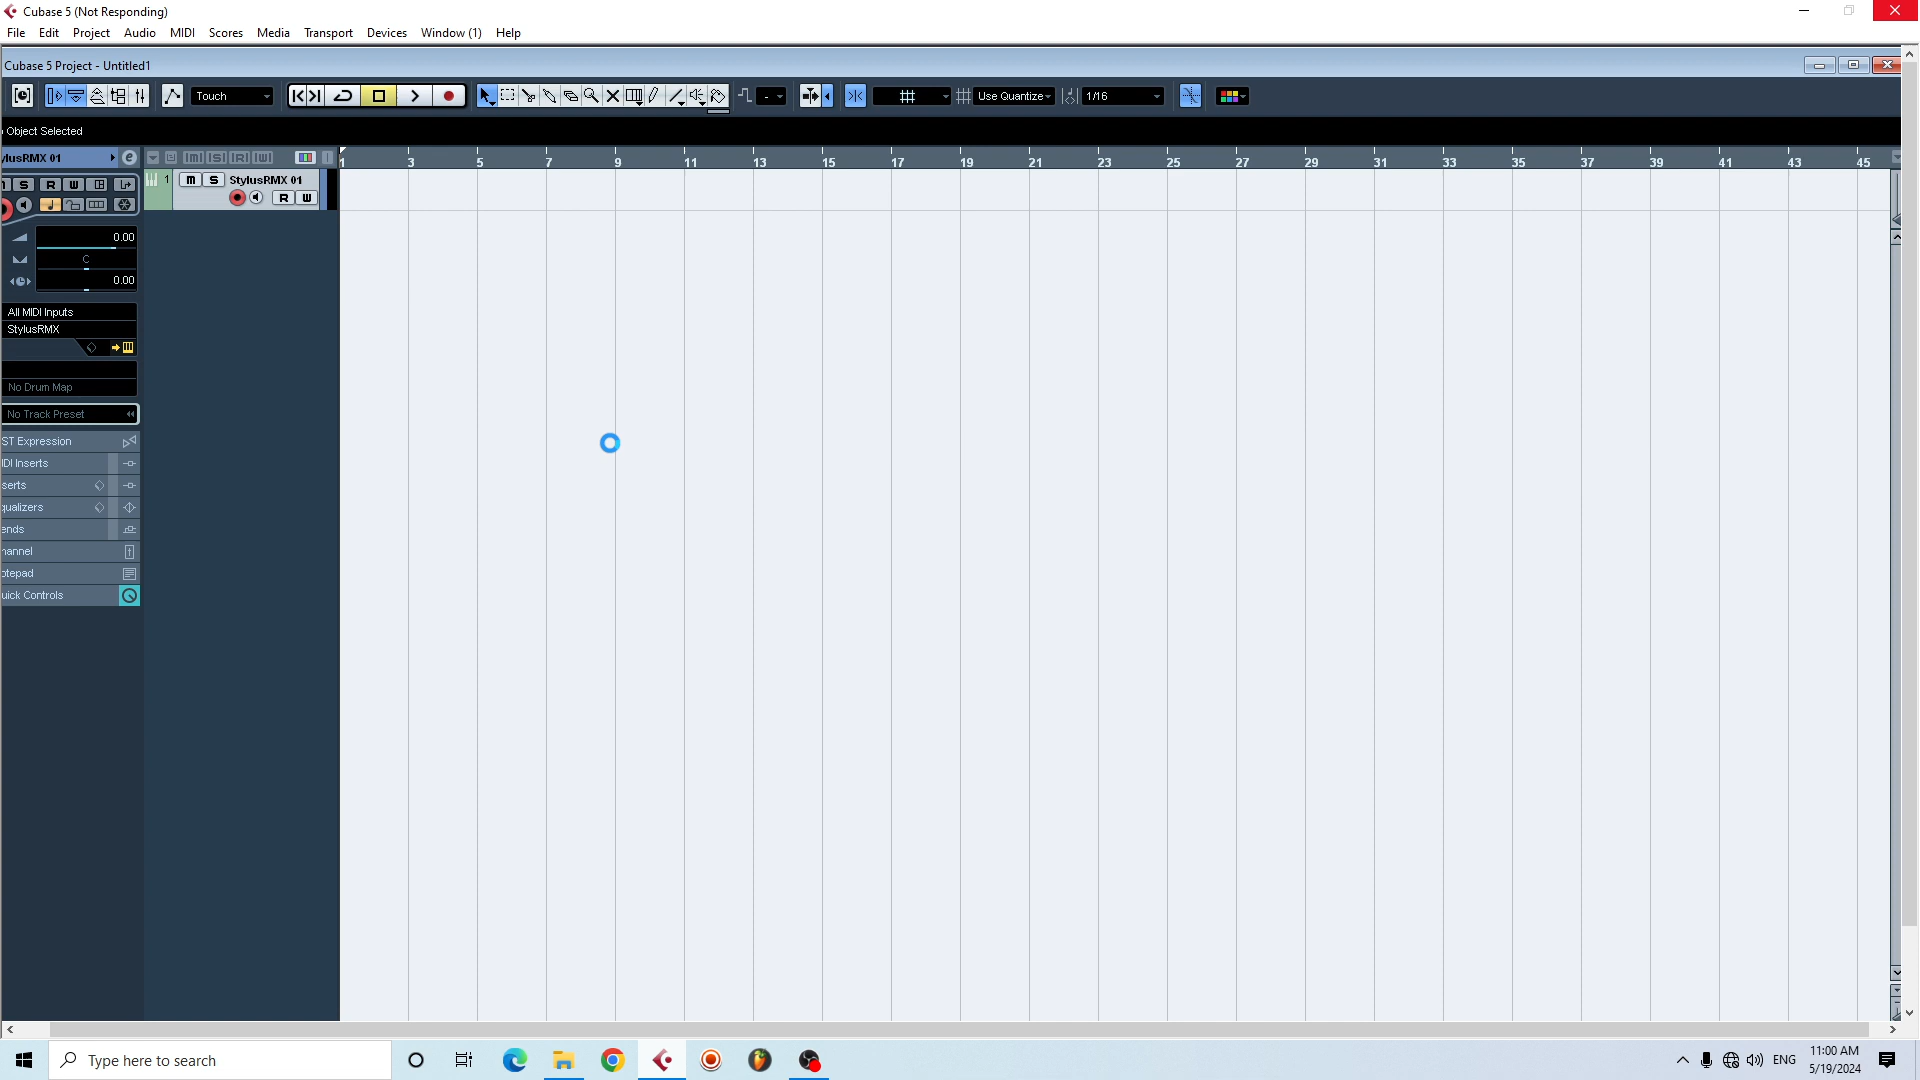 Cubase 5 (Not Responding)
File Edit Project Audio MIDI Scores Media Transport Devices Window (1) Help
Cubase 5 Project - Untitled1
Touch
- Use Quantize 1/16
Object Selected
ylusRMX 01
m S R W
1 3 5 7 9 11 13 15 17 19 21 23 25 27 29 31 33 35 37 39 41 43 45
S R W
1 m S StylusRMX 01
R W
0.00
C
0.00
All MIDI Inputs
StylusRMX
No Drum Map
No Track Preset
ST Expression
IDI Inserts
serts
qualizers
ends
hannel
otepad
uick Controls
Type here to search
ENG
11:00 AM
5/19/2024